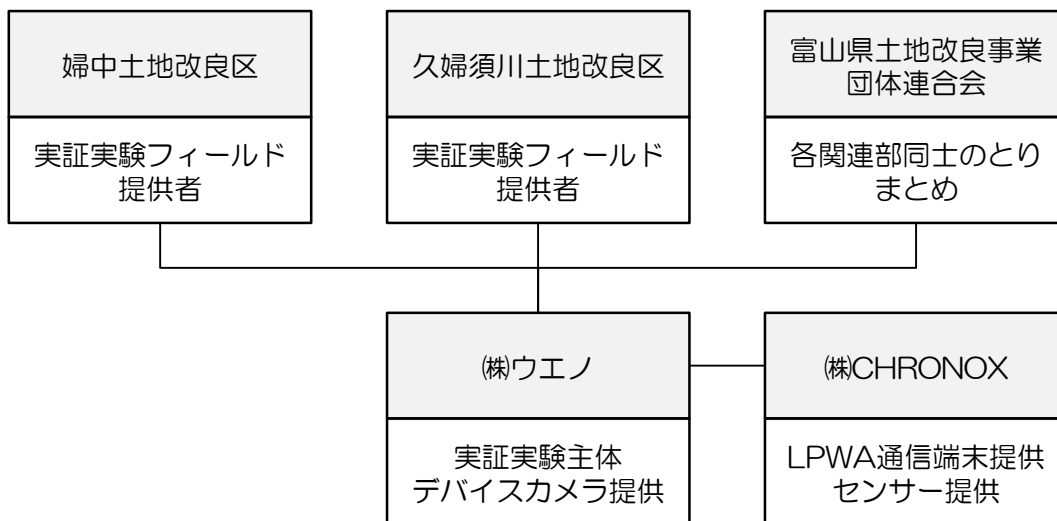 婦中土地改良区
実証実験フィールド
提供者
久婦須川土地改良区
実証実験フィールド
提供者
富山県土地改良事業
団体連合会
各関連部同士のとり
まとめ
㈱ウエノ
実証実験主体
デバイスカメラ提供
㈱CHRONOX
LPWA通信端末提供
センサー提供